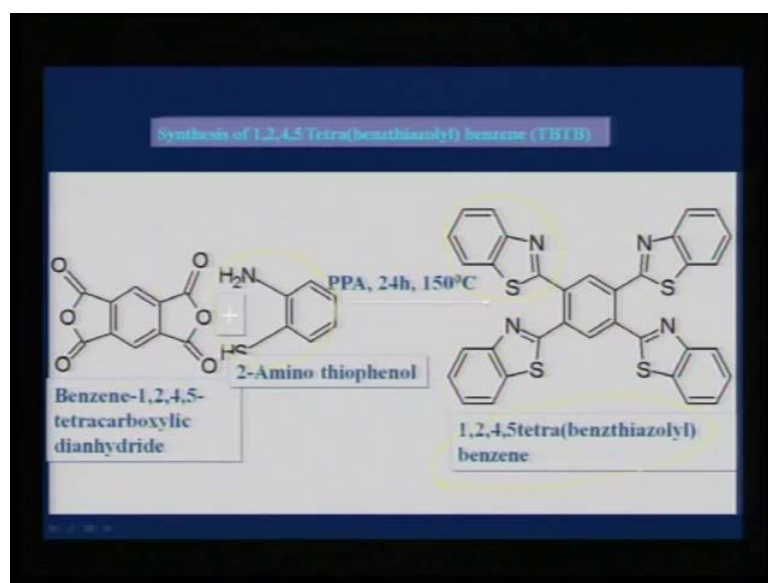 Synthesis of 1,2,4,5 Tetra(benzthiazolyl) benzene (TBTB)
O
O
O
O
O
O
+
H₂N
HS
PPA, 24h, 150⁰C
N
S
N
S
N
S
N
S
2-Amino thiophenol
Benzene-1,2,4,5-
tetracarboxylic
dianhydride
1,2,4,5tetra(benzthiazolyl)
benzene